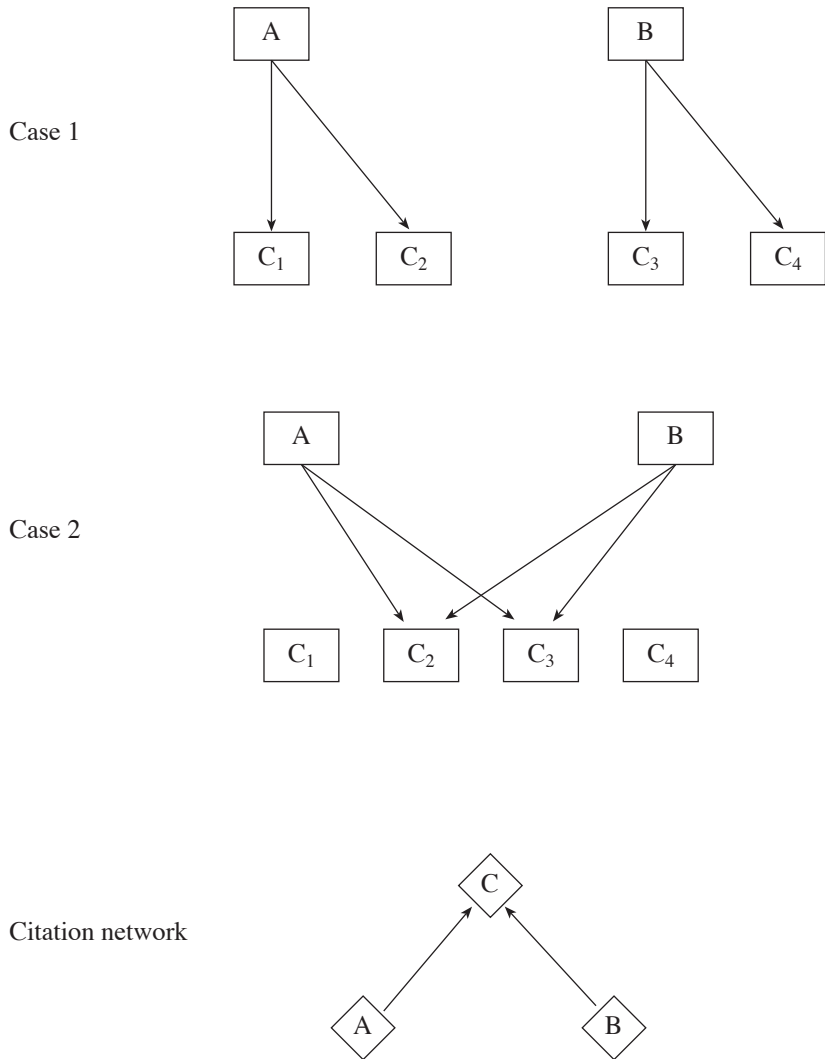 A B
Case 1
C₁ C₂ C₃ C₄
A B
Case 2
C₁ C₂ C₃ C₄
C
Citation network
A B